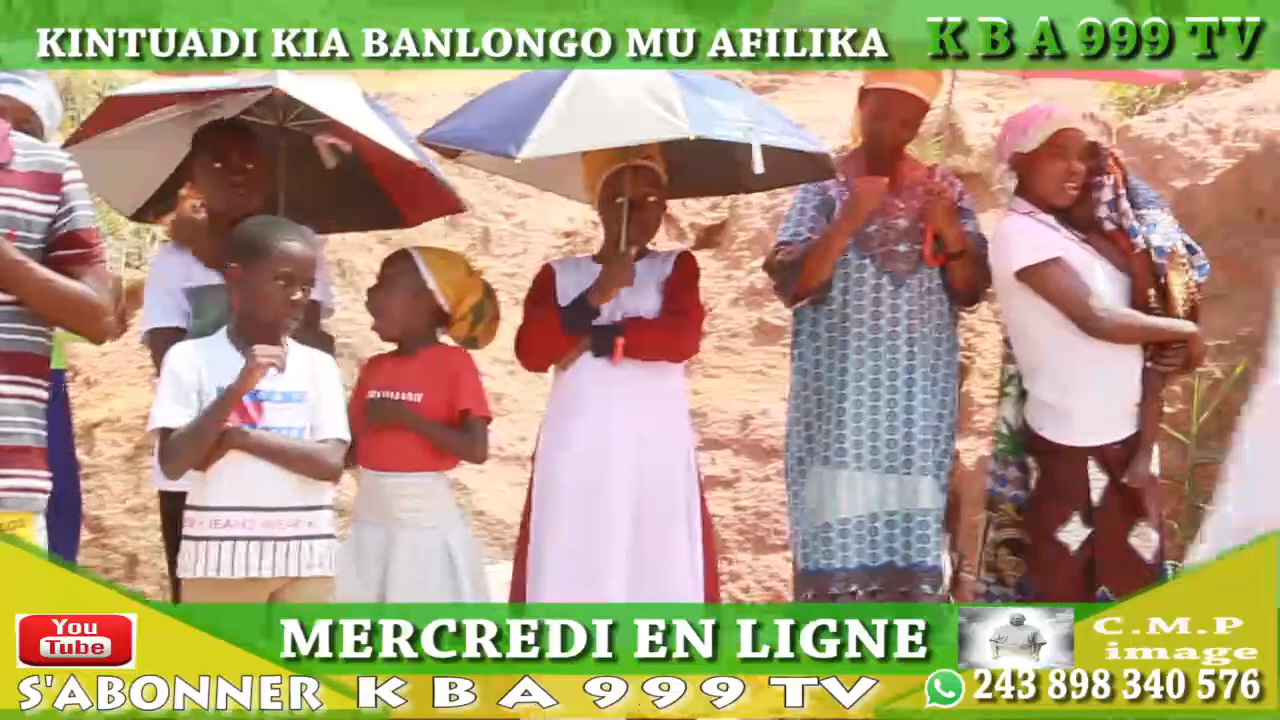 KINTUADI KIA BANLONGO MU AFILIKA
K B A 999 TV
MERCREDI EN LIGNE
You
Tube
C.M.P
image
S'ABONNER K B A 999 TV
243 898 340 576